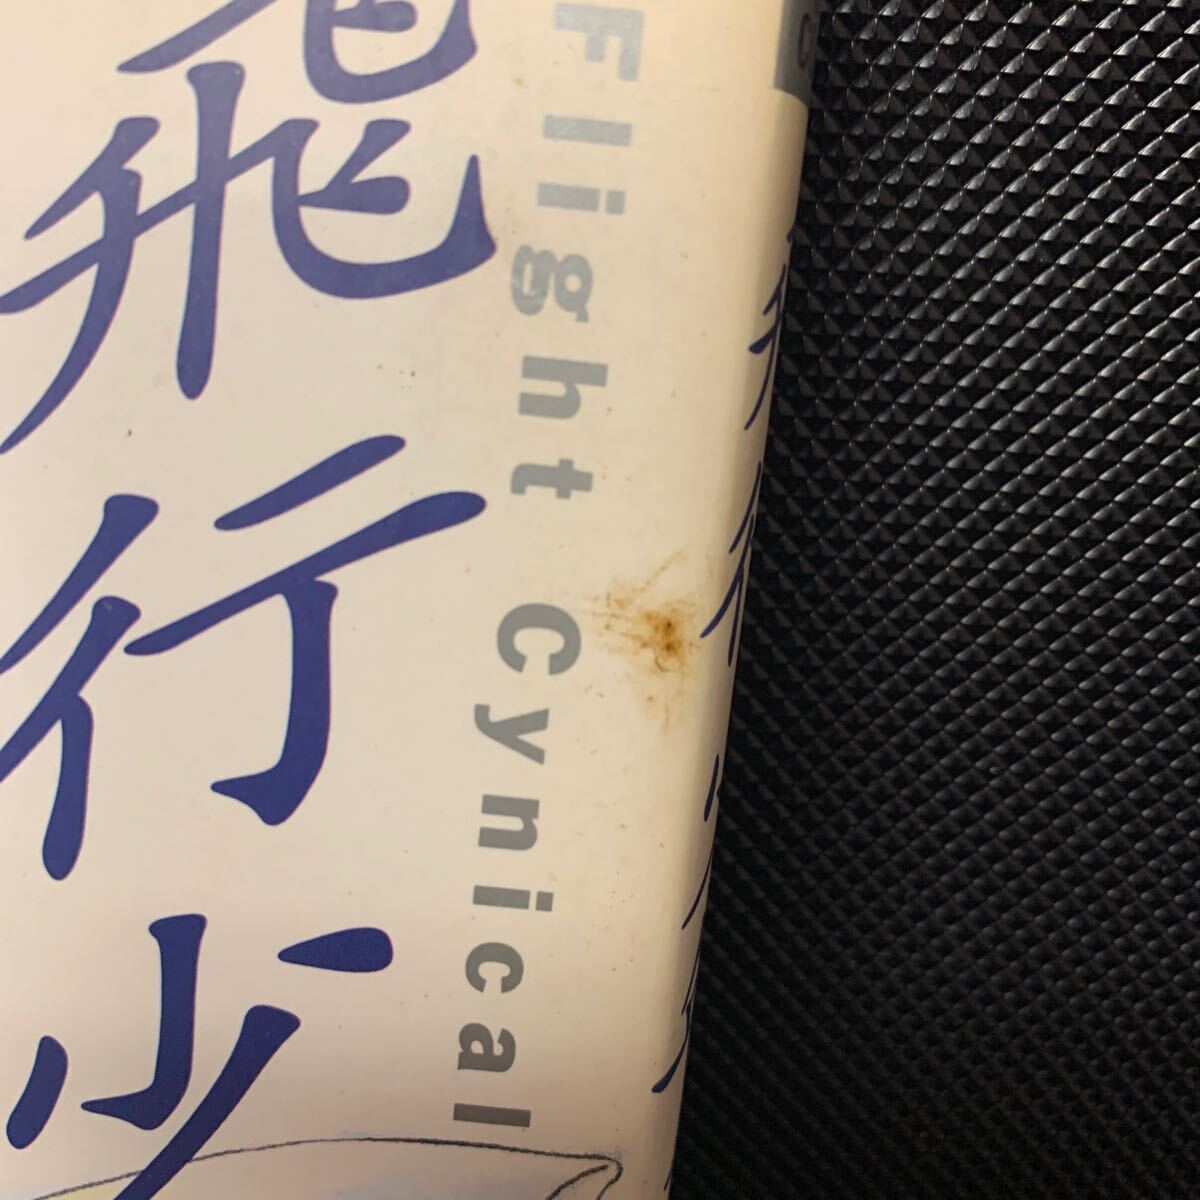 飛行少
Flight Cynical